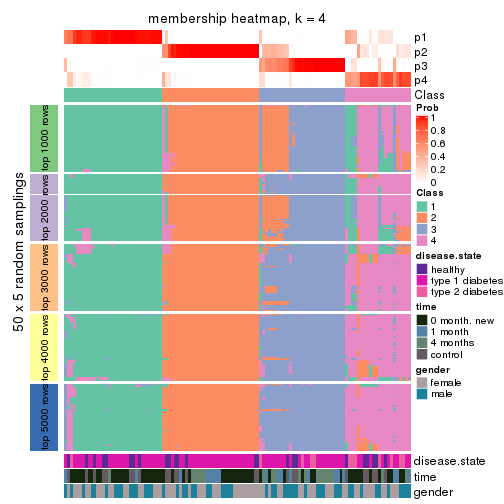 membership heatmap, k = 4
p1
p2
p3
p4
Class
50 x 5 random samplings
top 1000 rows
top 2000 rows
top 3000 rows
top 4000 rows
top 5000 rows
Prob
1
0.8
0.6
0.4
0.2
0
Class
1
2
3
4
disease.state
healthy
type 1 diabetes
type 2 diabetes
time
0 month. new
1 month
4 months
control
gender
female
male
disease.state
time
gender